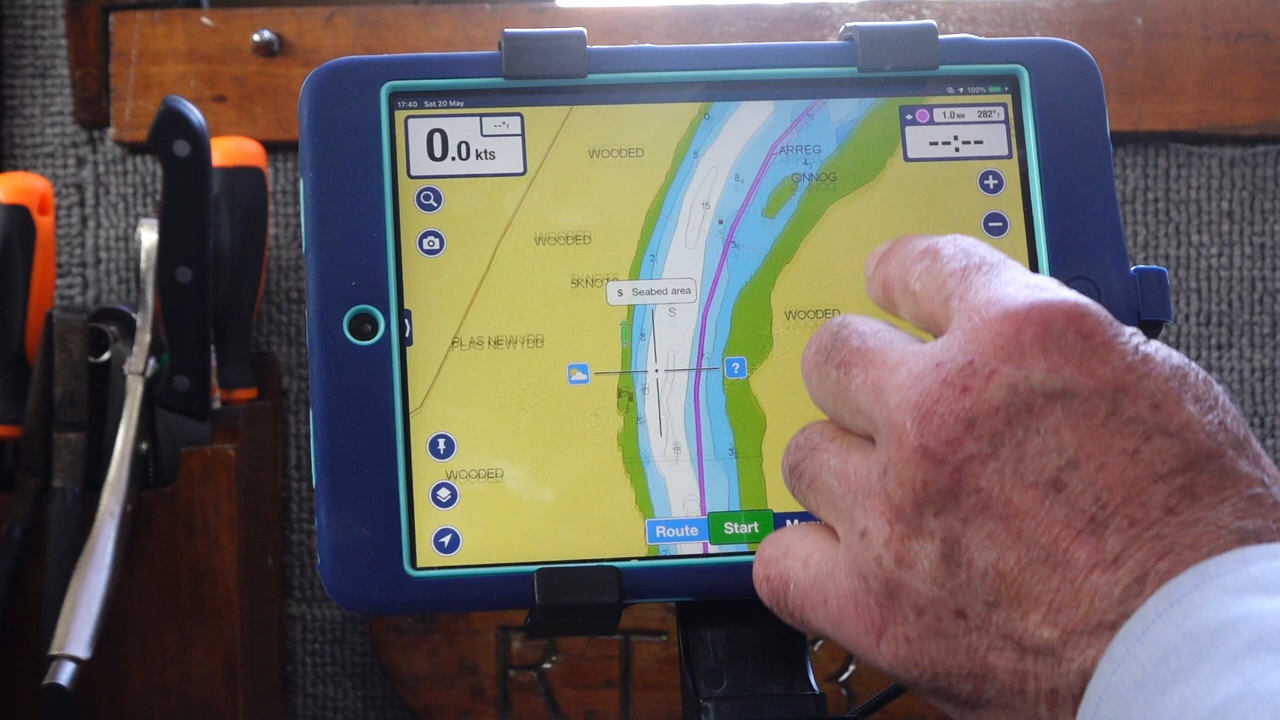 17:40 Sat 20 May
100%
0.0 kts
--°T
1.0 NM 282°T
--:--
WOODED
CARREG
GINNOG
WOODED
5KNOTS
S Seabed area
S
WOODED
PLAS NEWYDD
?
WOODED
Route Start